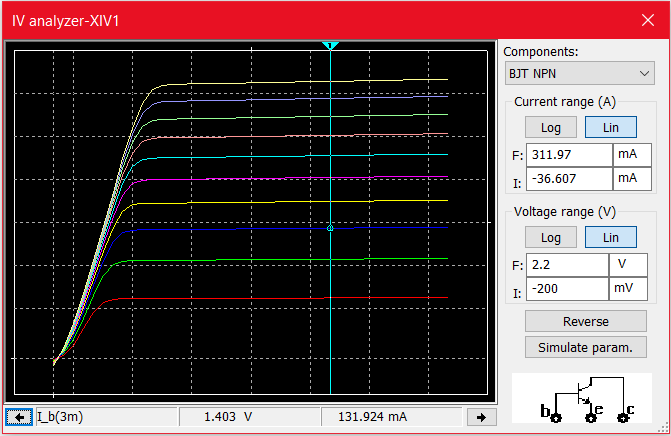 IV analyzer-XIV1
1
Components:
BJT NPN
Current range (A)
Log Lin
F: 311.97 mA
I: -36.607 mA
Voltage range (V)
Log Lin
F: 2.2 V
I: -200 mV
Reverse
Simulate param.
b e c
I_b(3m) 1.403 V 131.924 mA